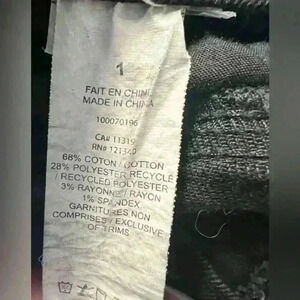 1
FAIT EN CHINE
MADE IN CHINA
100070196
CA# 11319
RN# 121340
68% COTON / COTTON
28% POLYESTER RECYCLÉ
/ RECYCLED POLYESTER
3% RAYONNE / RAYON
1% SPANDEX
GARNITURES NON
COMPRISES / EXCLUSIVE
OF TRIMS